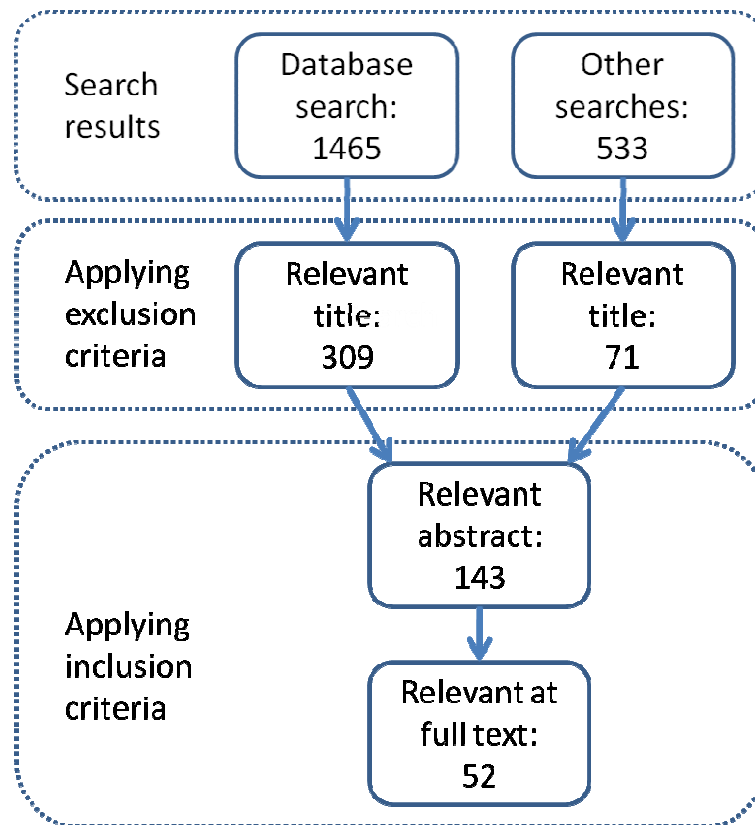 Search
results
Database
search:
1465
Other
searches:
533
Applying
exclusion
criteria
Relevant
title:
309
Relevant
title:
71
Applying
inclusion
criteria
Relevant
abstract:
143
Relevant at
full text:
52